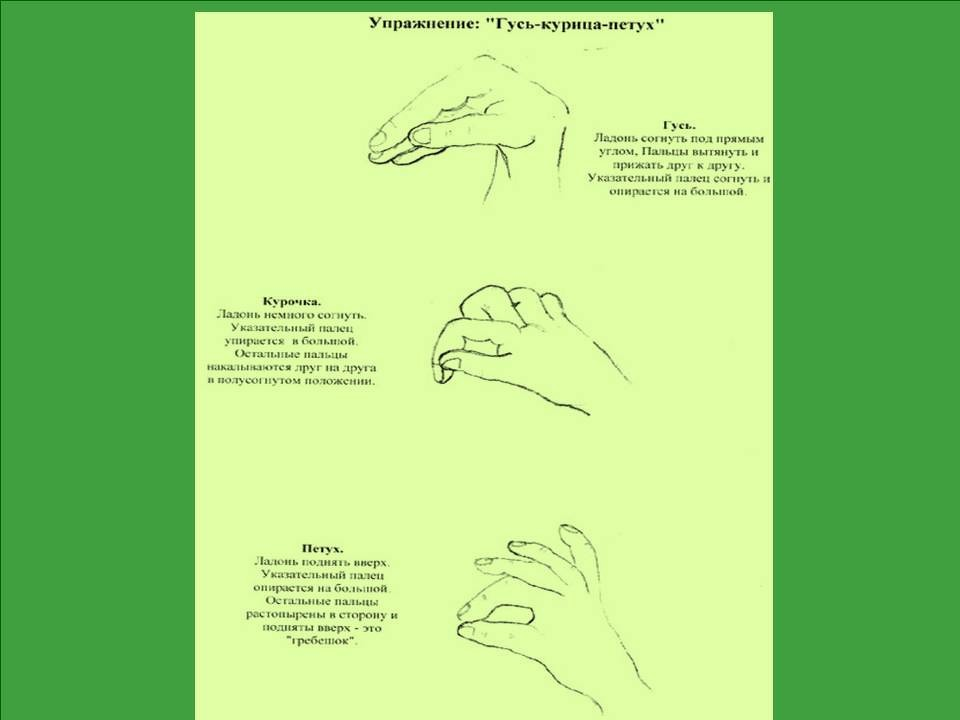 Упражнение: "Гусь-курица-петух"
Гусь.
Ладонь согнуть под прямым
углом, Пальцы вытянуть и
прижать друг к другу.
Указательный палец согнуть и
опирается на большой.
Курочка.
Ладонь немного согнуть.
Указательный палец
упирается в большой.
Остальные пальцы
накалываются друг на друга
в полусогнутом положении.
Петух.
Ладонь поднять вверх.
Указательный палец
опирается на большой.
Остальные пальцы
растопырены в сторону и
подняты вверх - это
"гребешок".